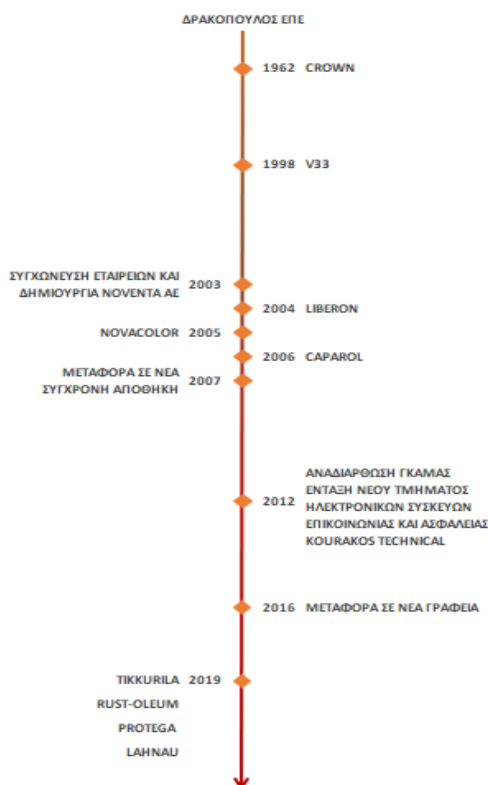 ΔΡΑΚΟΠΟΥΛΟΣ ΕΠΕ
1962 CROWN
1998 V33
ΣΥΓΧΩΝΕΥΣΗ ΕΤΑΙΡΕΙΩΝ ΚΑΙ
ΔΗΜΙΟΥΡΓΙΑ NOVENTA AE 2003
2004 LIBERON
NOVACOLOR 2005
2006 CAPAROL
ΜΕΤΑΦΟΡΑ ΣΕ ΝΕΑ
ΣΥΓΧΡΟΝΗ ΑΠΟΘΗΚΗ 2007
ΑΝΑΔΙΑΡΘΩΣΗ ΓΚΑΜΑΣ
ΕΝΤΑΞΗ ΝΕΟΥ ΤΜΗΜΑΤΟΣ
2012 ΗΛΕΚΤΡΟΝΙΚΩΝ ΣΥΣΚΕΥΩΝ
ΕΠΙΚΟΙΝΩΝΙΑΣ ΚΑΙ ΑΣΦΑΛΕΙΑΣ
KOURAKOS TECHNICAL
2016 ΜΕΤΑΦΟΡΑ ΣΕ ΝΕΑ ΓΡΑΦΕΙΑ
TIKKURILA 2019
RUST-OLEUM
PROTEGA
LAHNAU